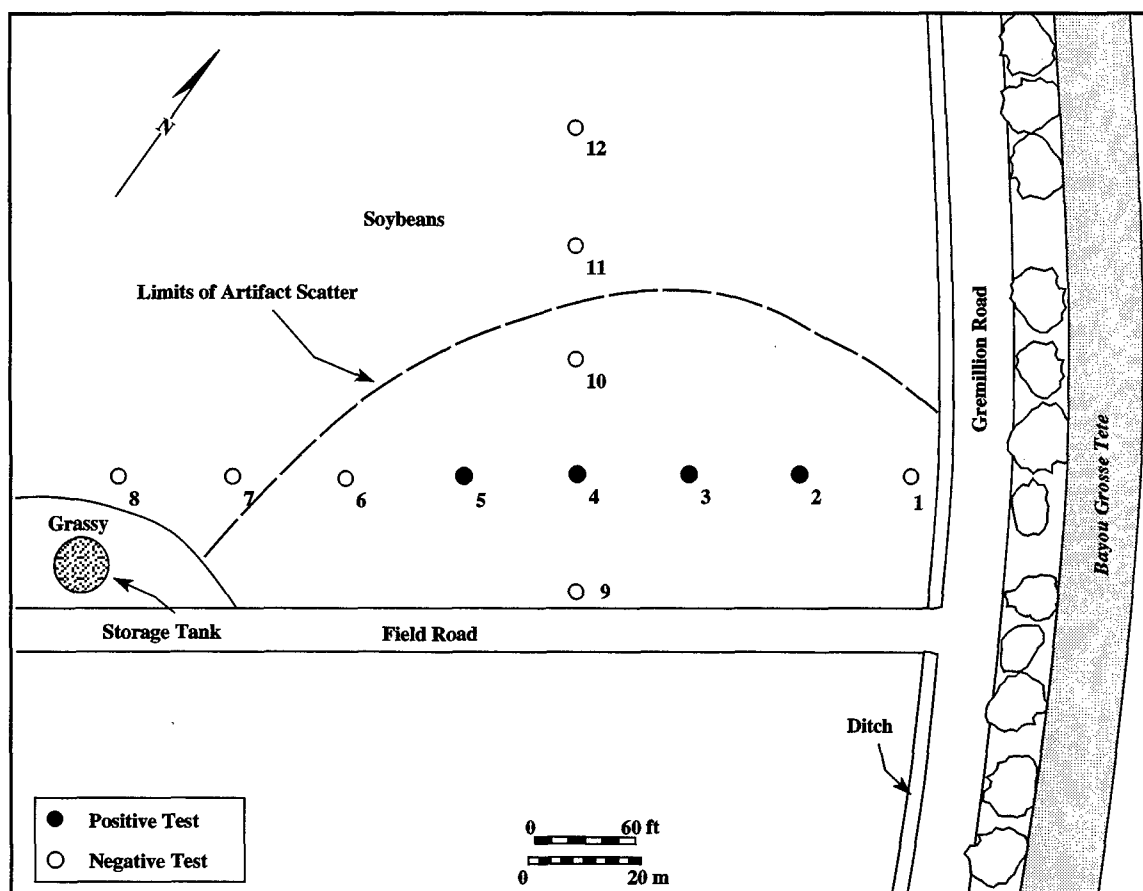 N
12
Soybeans
11
Limits of Artifact Scatter
10
Gremillion Road
Bayou Grosse Tete
8
7
6
5
4
3
2
1
Grassy
9
Storage Tank
Field Road
Ditch
Positive Test
Negative Test
0 60 ft
0 20 m